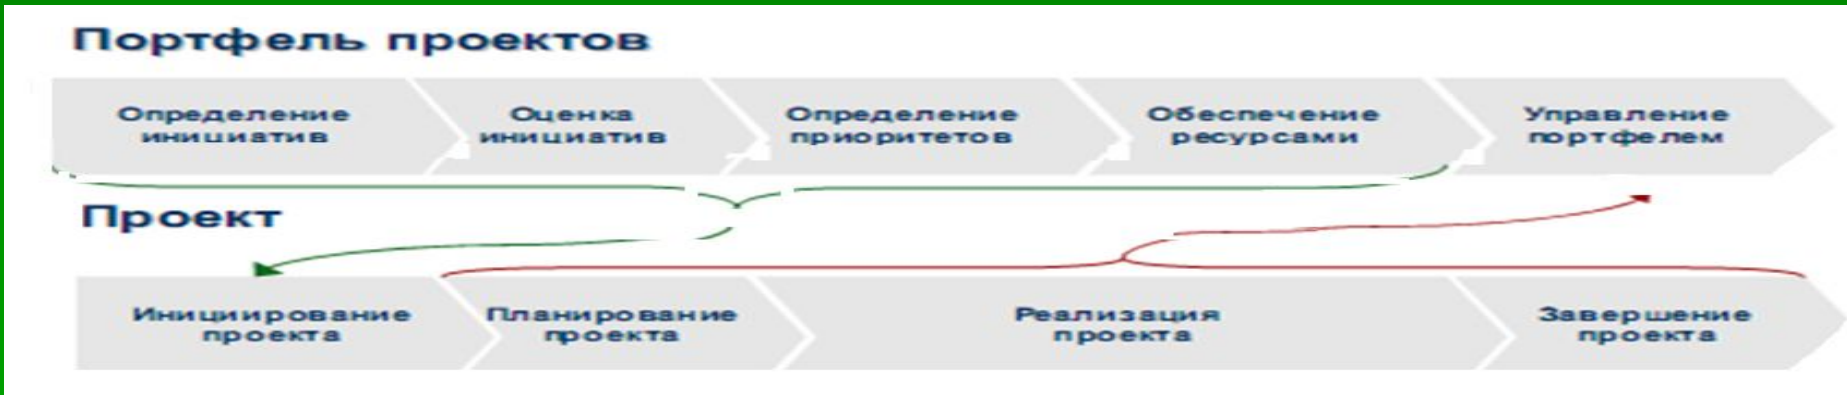 Портфель проектов
Определение
инициатив
Оценка
инициатив
Определение
приоритетов
Обеспечение
ресурсами
Управление
портфелем
Проект
Инициирование
проекта
Планирование
проекта
Реализация
проекта
Завершение
проекта